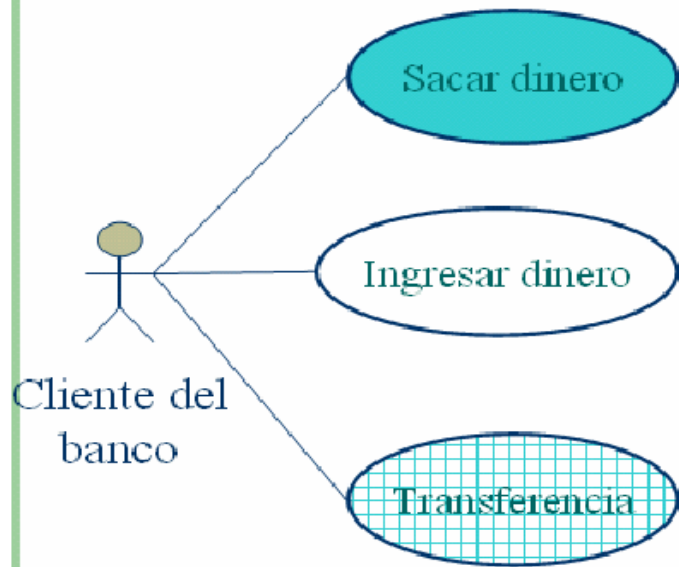 Sacar dinero
Ingresar dinero
Cliente del
banco
Transferencia